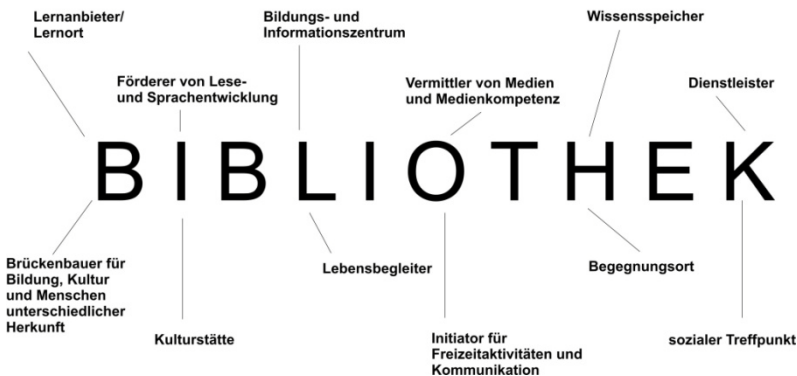 Lernanbieter/
Lernort
Bildungs- und
Informationszentrum
Wissensspeicher
Förderer von Lese-
und Sprachentwicklung
Vermittler von Medien
und Medienkompetenz
Dienstleister
BIBLIOTHEK
Brückenbauer für
Bildung, Kultur
und Menschen
unterschiedlicher
Herkunft
Kulturstätte
Lebensbegleiter
Initiator für
Freizeitaktivitäten und
Kommunikation
Begegnungsort
sozialer Treffpunkt